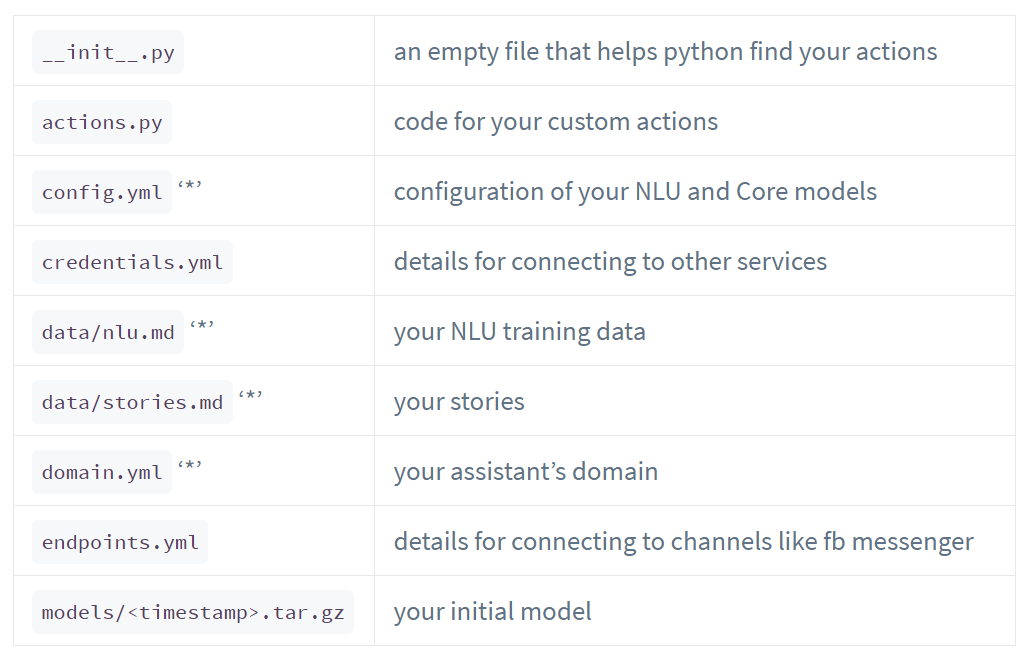 __init__.py an empty file that helps python find your actions
actions.py code for your custom actions
config.yml ‘*’ configuration of your NLU and Core models
credentials.yml details for connecting to other services
data/nlu.md ‘*’ your NLU training data
data/stories.md ‘*’ your stories
domain.yml ‘*’ your assistant’s domain
endpoints.yml details for connecting to channels like fb messenger
models/<timestamp>.tar.gz your initial model